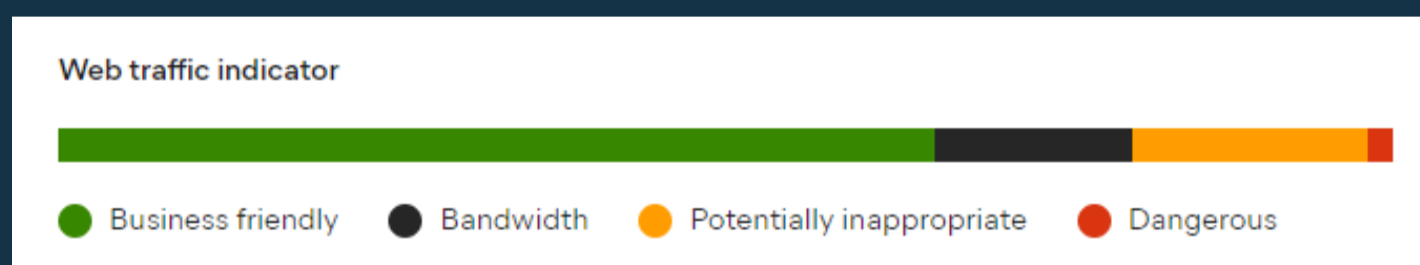 Web traffic indicator
Business friendly Bandwidth Potentially inappropriate Dangerous